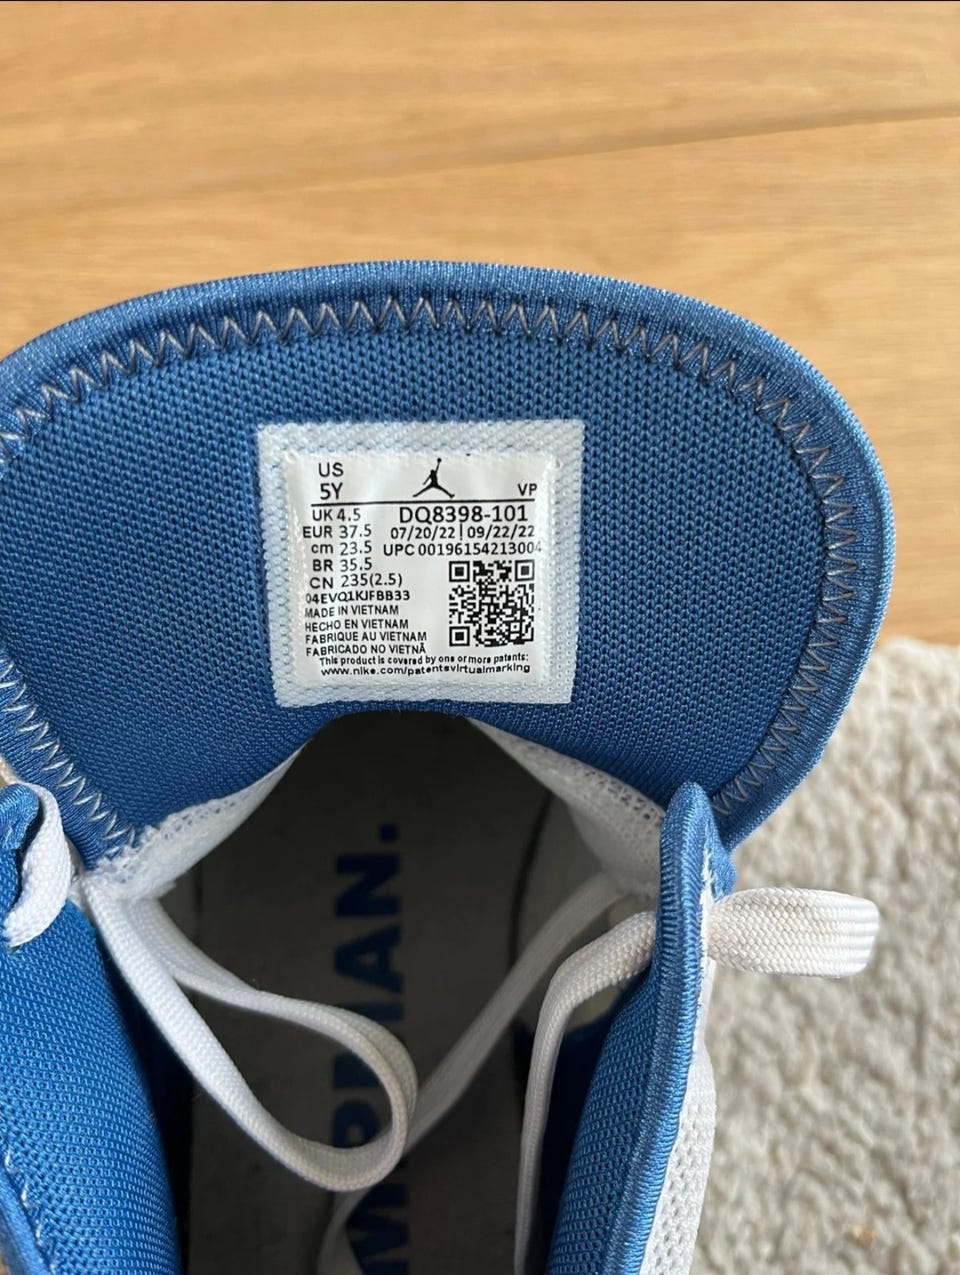 US
5Y VP
UK 4.5 DQ8398-101
EUR 37.5 07/20/22 | 09/22/22
cm 23.5 UPC 00196154213004
BR 35.5
CN 235(2.5)
04EVQ1KJFBB33
MADE IN VIETNAM
HECHO EN VIETNAM
FABRIQUE AU VIETNAM
FABRICADO NO VIETNÃ
This product is covered by one or more patents:
www.nike.com/patentsvirtualmarking